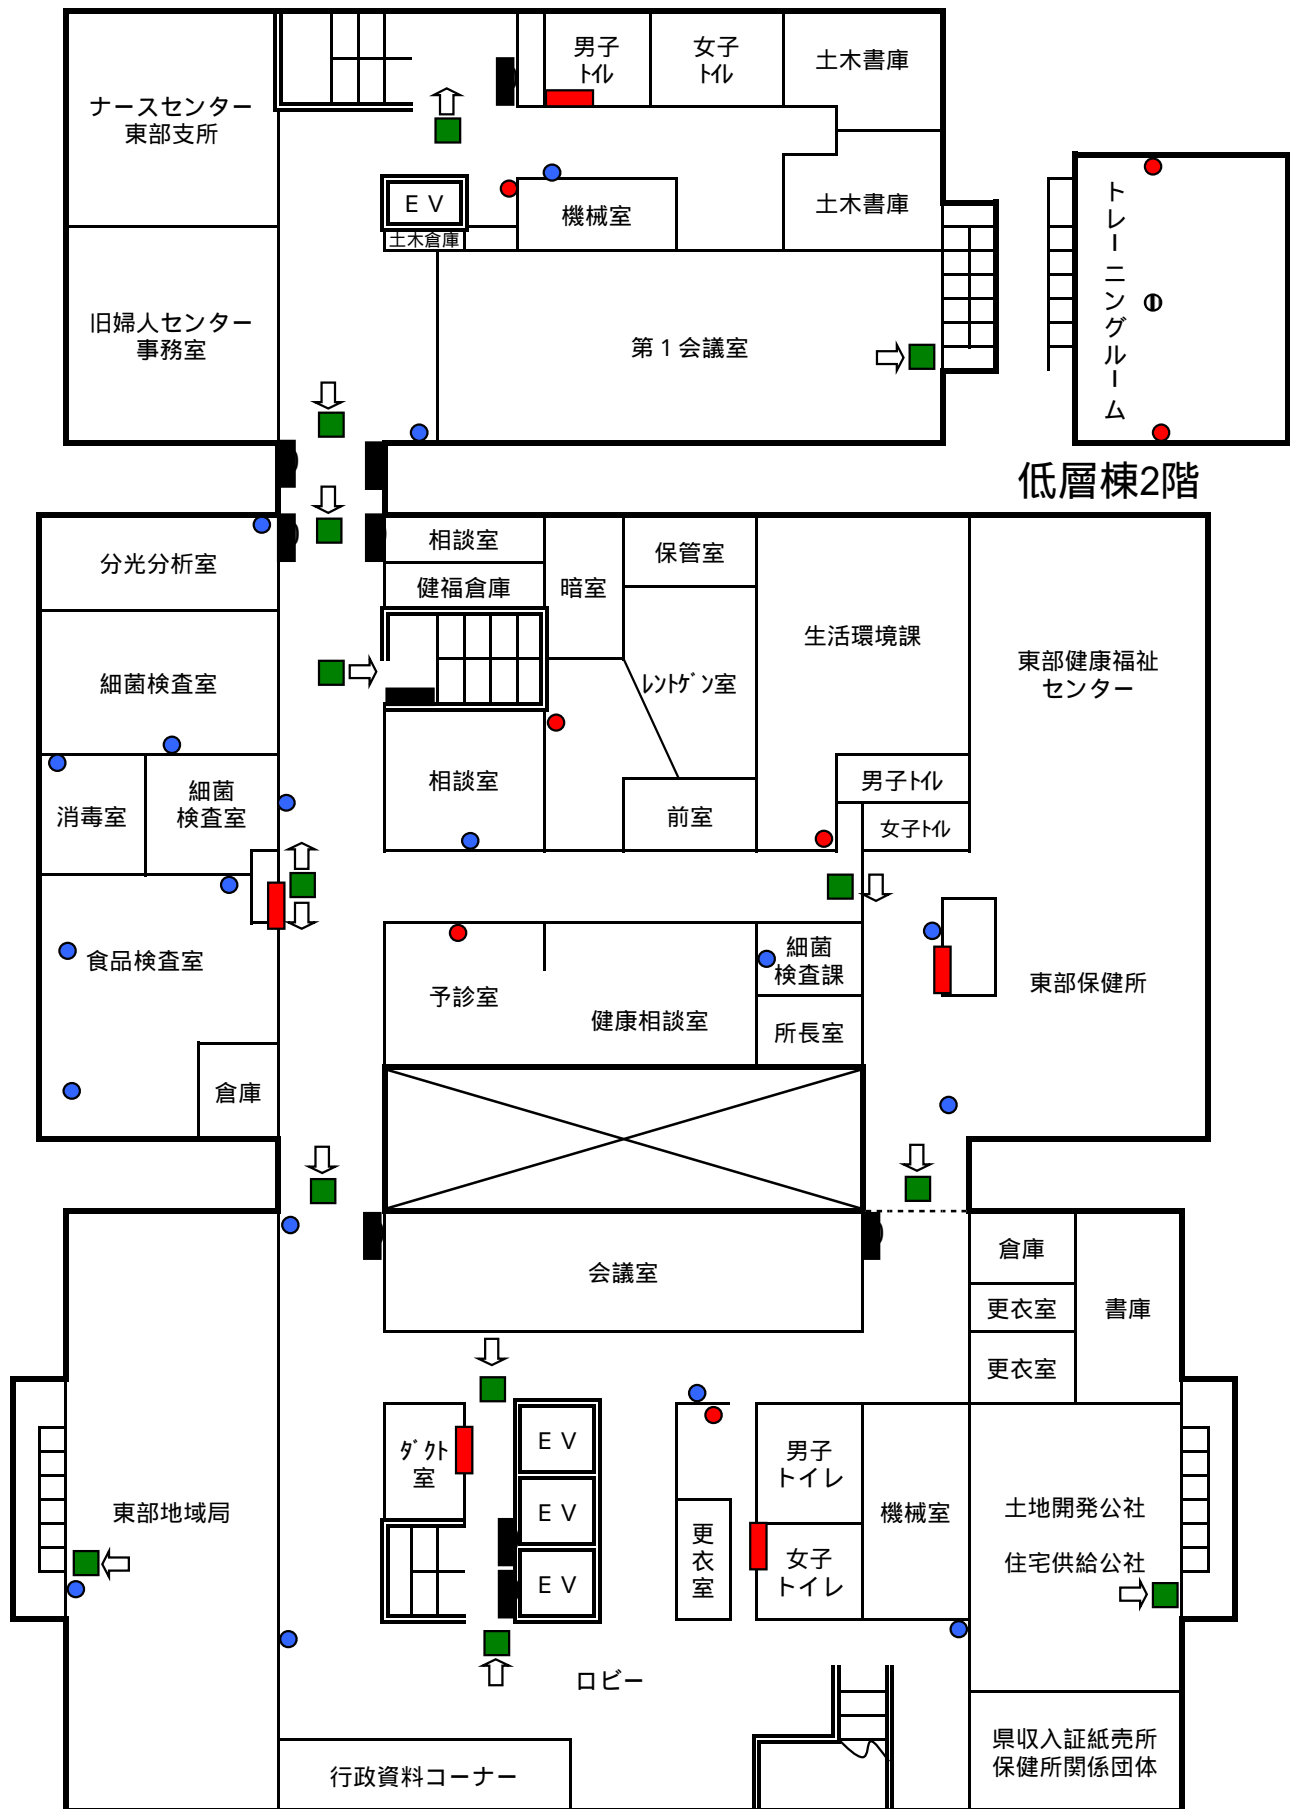 男子
ﾄｲﾚ
女子
ﾄｲﾚ
土木書庫
ナースセンター
東部支所
ＥＶ
土木倉庫
機械室
土木書庫
トレーニングルーム
旧婦人センター
事務室
第１会議室
低層棟2階
分光分析室
相談室
健福倉庫
暗室
保管室
生活環境課
東部健康福祉
センター
細菌検査室
ﾚﾝﾄｹﾞﾝ室
消毒室
細菌
検査室
相談室
前室
男子ﾄｲﾚ
女子ﾄｲﾚ
食品検査室
予診室
健康相談室
細菌
検査課
所長室
東部保健所
倉庫
会議室
倉庫
更衣室
更衣室
書庫
ﾀﾞｸﾄ
室
ＥＶ
ＥＶ
ＥＶ
男子
トイレ
女子
トイレ
更衣室
機械室
東部地域局
土地開発公社
住宅供給公社
ロビー
行政資料コーナー
県収入証紙売所
保健所関係団体